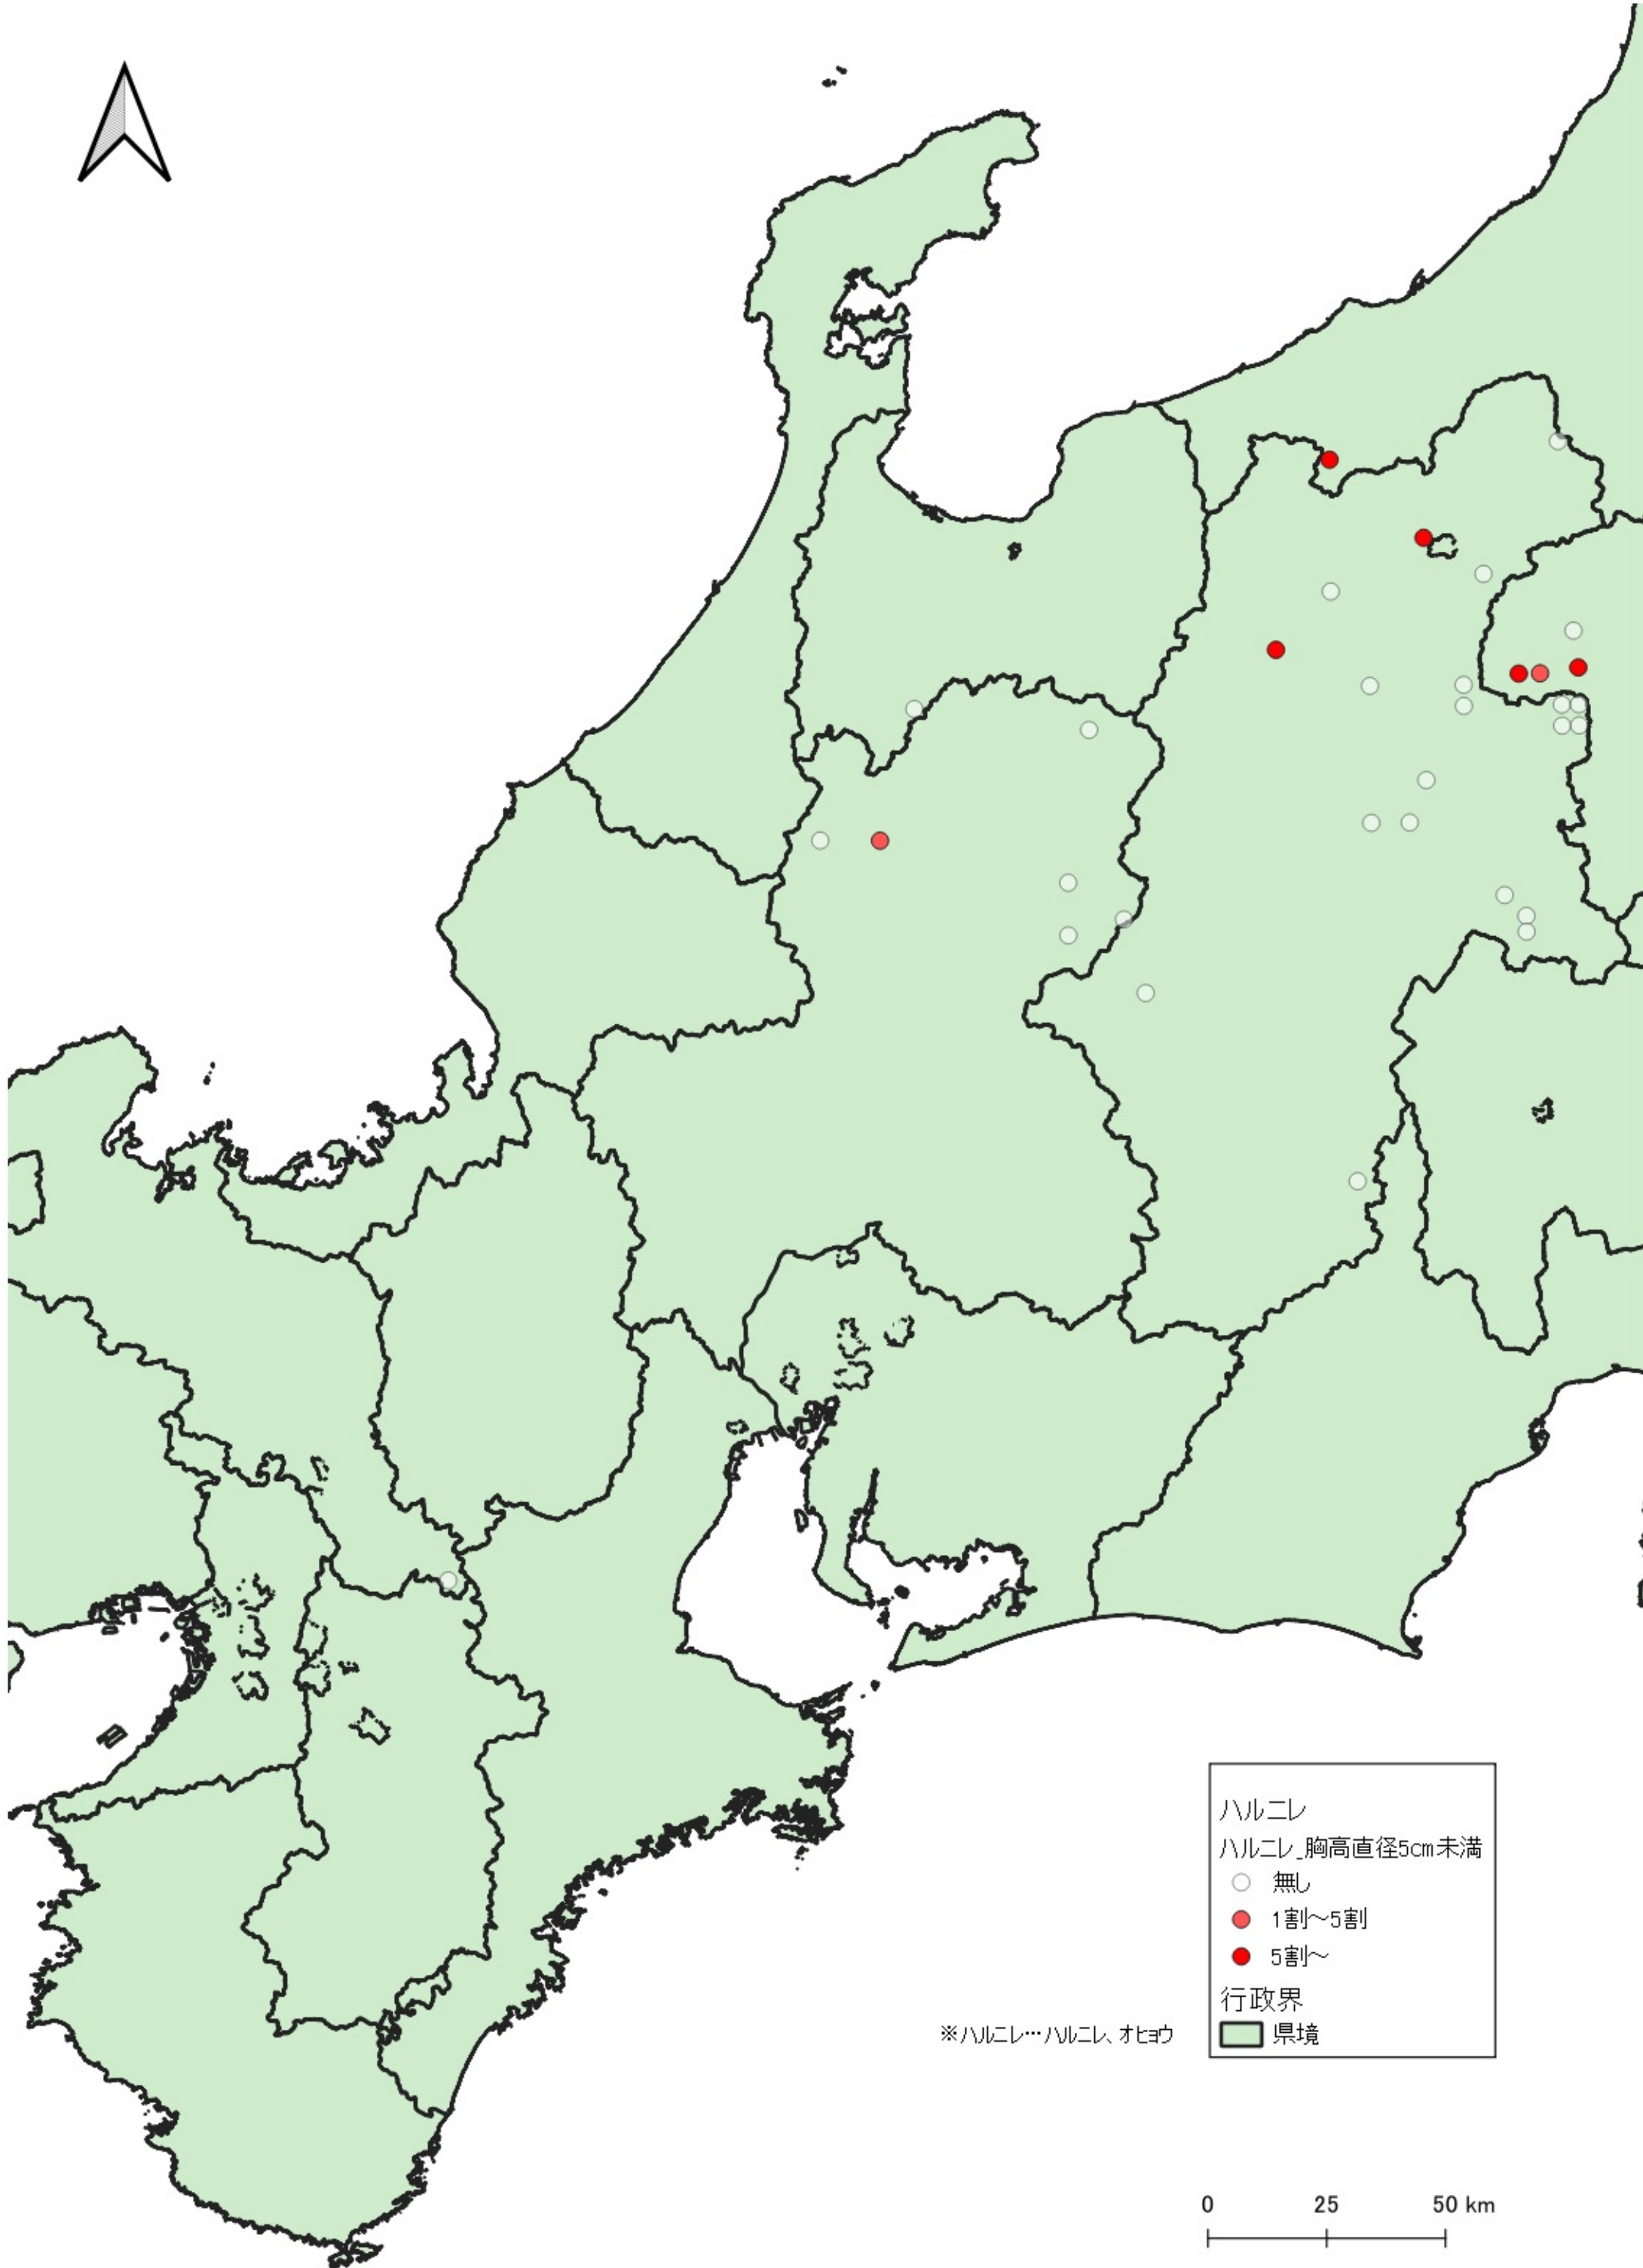 ハルニレ
ハルニレ_胸高直径5cm未満
無し
1割～5割
5割～
行政界
県境
※ハルニレ…ハルニレ、オヒョウ
0 25 50 km